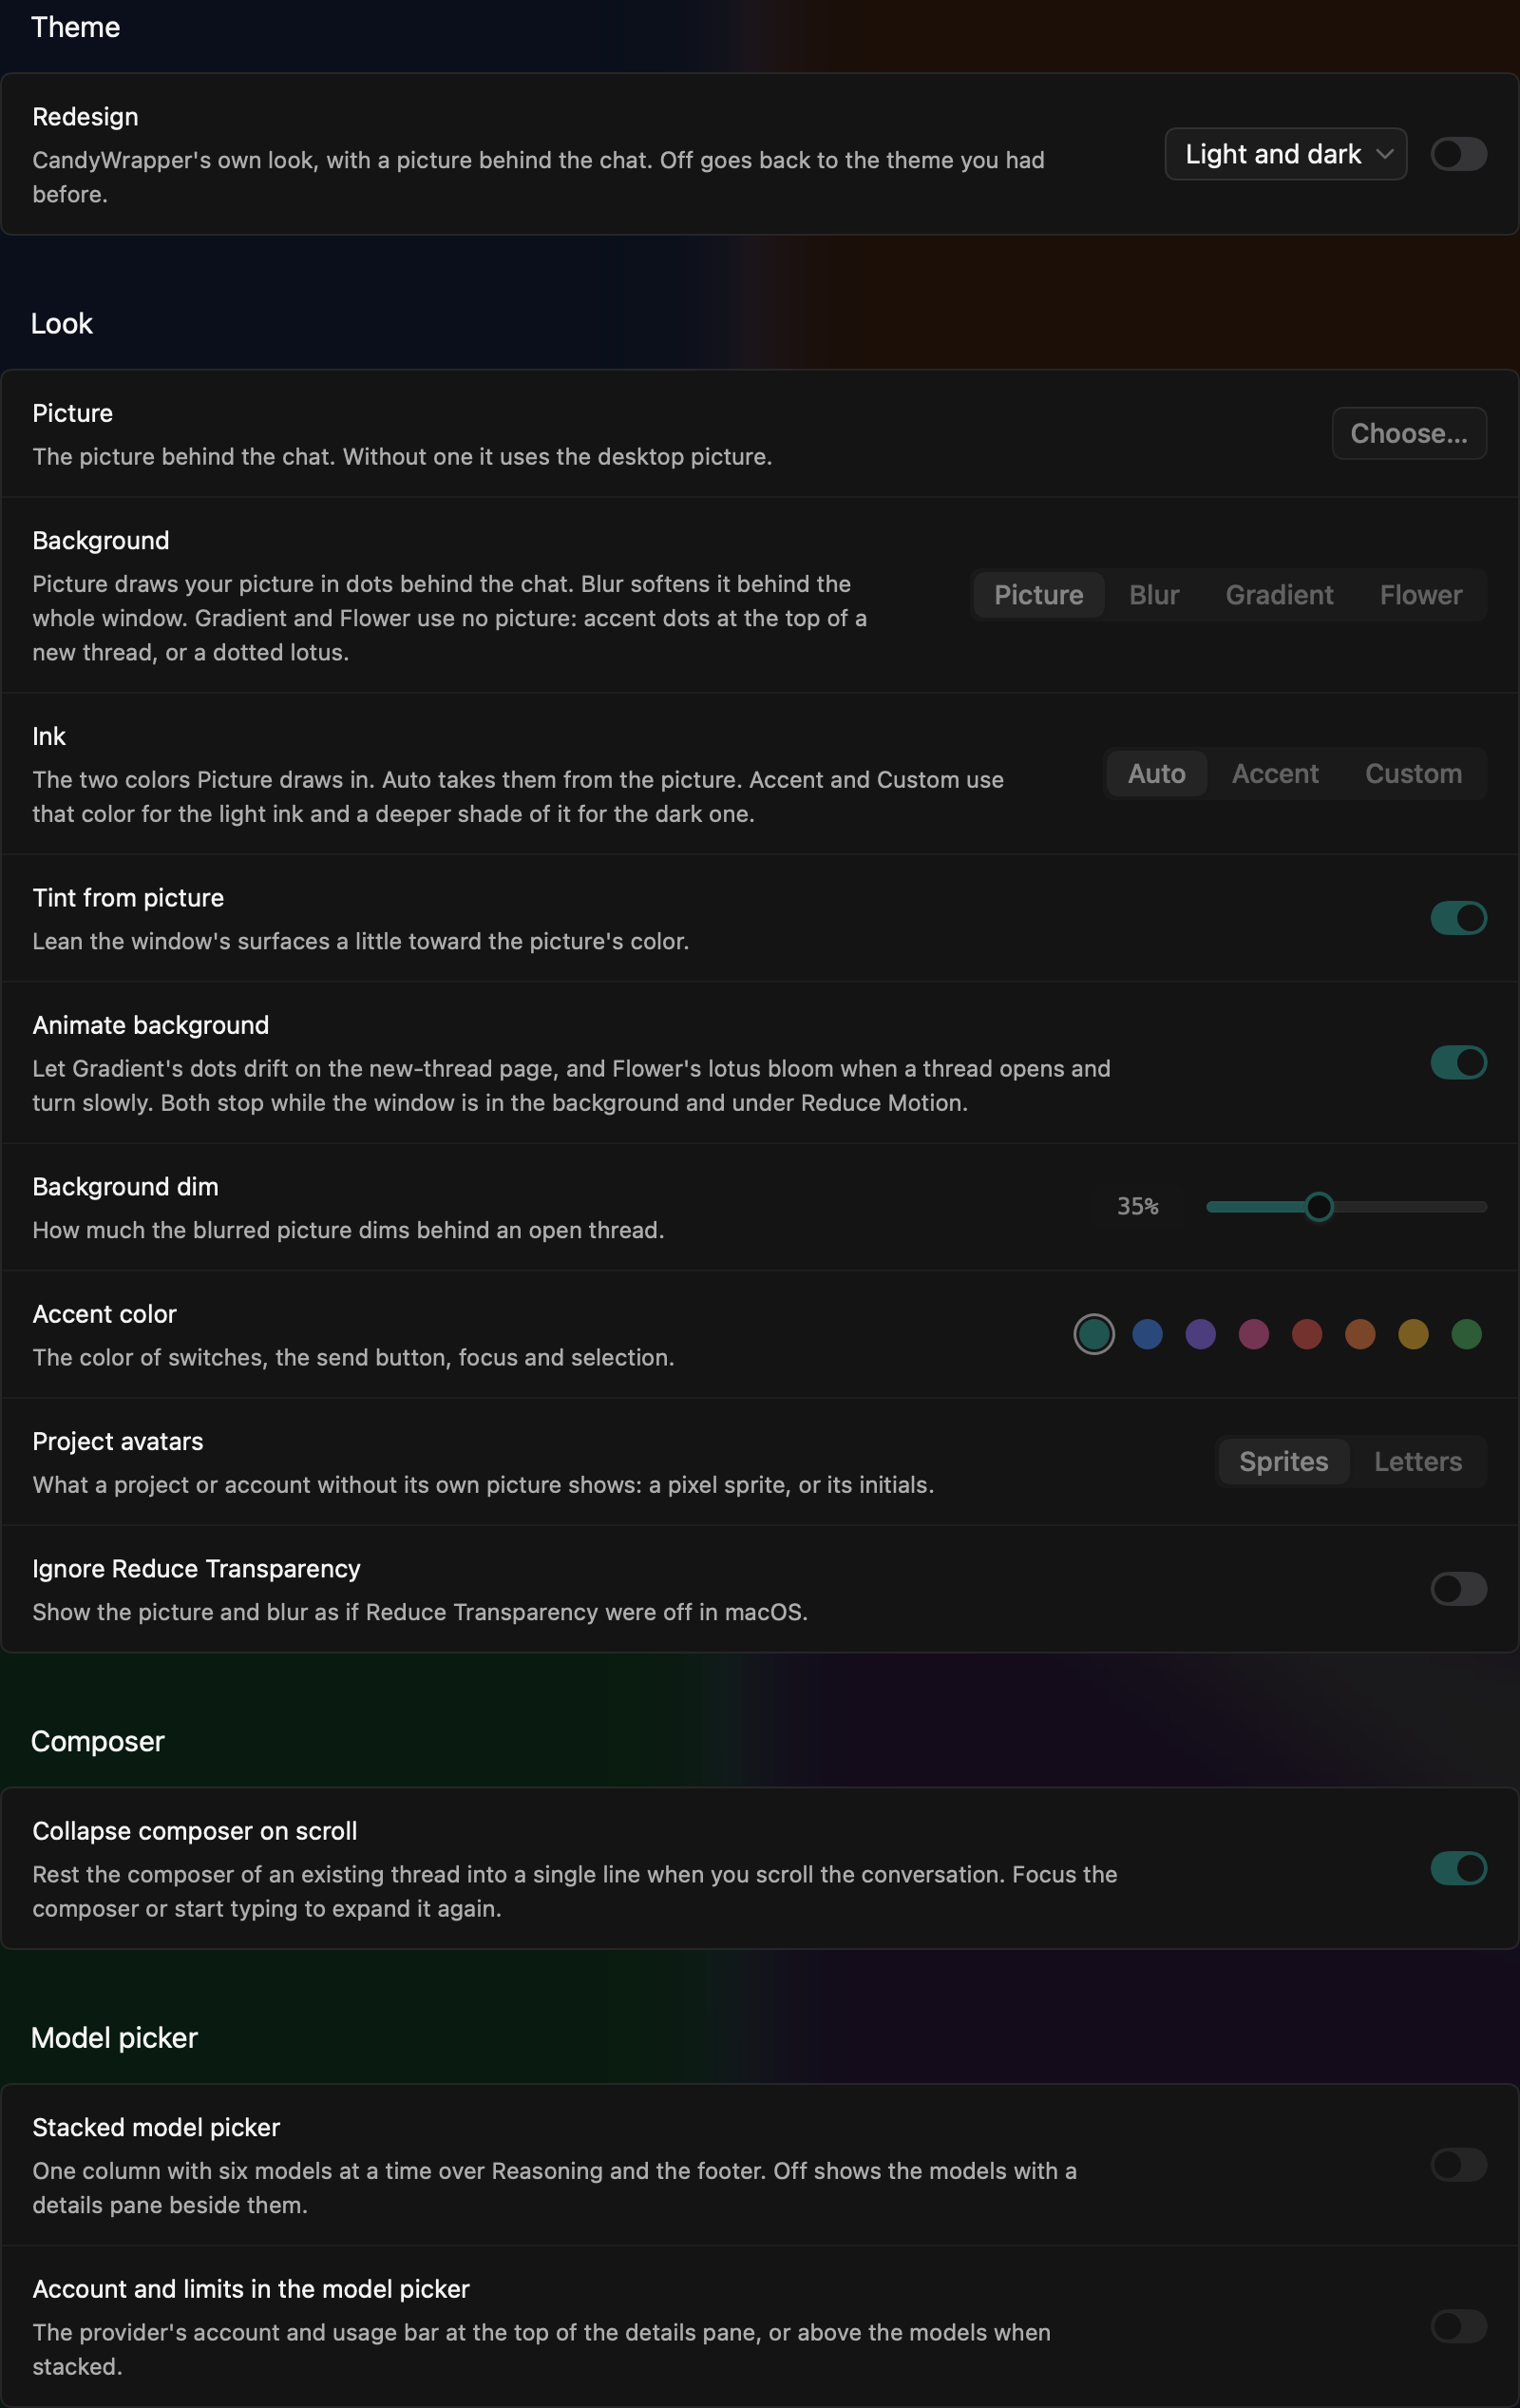 Theme
Redesign
CandyWrapper's own look, with a picture behind the chat. Off goes back to the theme you had
before.
Light and dark
Look
Picture
The picture behind the chat. Without one it uses the desktop picture.
Choose...
Background
Picture draws your picture in dots behind the chat. Blur softens it behind the
whole window. Gradient and Flower use no picture: accent dots at the top of a
new thread, or a dotted lotus.
Picture Blur Gradient Flower
Ink
The two colors Picture draws in. Auto takes them from the picture. Accent and Custom use
that color for the light ink and a deeper shade of it for the dark one.
Auto Accent Custom
Tint from picture
Lean the window's surfaces a little toward the picture's color.
Animate background
Let Gradient's dots drift on the new-thread page, and Flower's lotus bloom when a thread opens and
turn slowly. Both stop while the window is in the background and under Reduce Motion.
Background dim
How much the blurred picture dims behind an open thread.
35%
Accent color
The color of switches, the send button, focus and selection.
Project avatars
What a project or account without its own picture shows: a pixel sprite, or its initials.
Sprites Letters
Ignore Reduce Transparency
Show the picture and blur as if Reduce Transparency were off in macOS.
Composer
Collapse composer on scroll
Rest the composer of an existing thread into a single line when you scroll the conversation. Focus the
composer or start typing to expand it again.
Model picker
Stacked model picker
One column with six models at a time over Reasoning and the footer. Off shows the models with a
details pane beside them.
Account and limits in the model picker
The provider's account and usage bar at the top of the details pane, or above the models when
stacked.